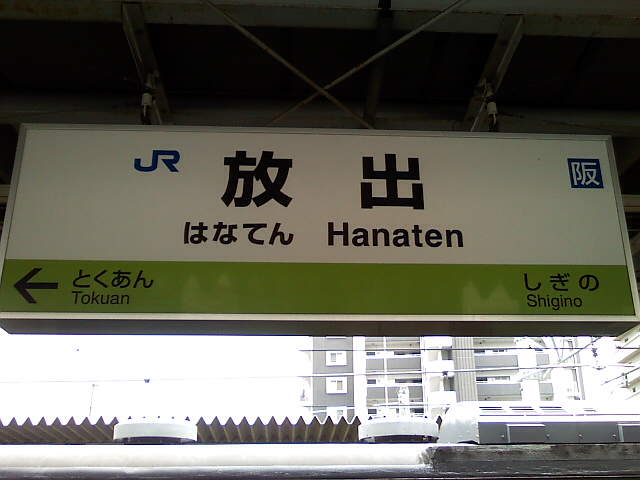 JR 放出 阪
はなてん Hanaten
← とくあん しぎの
Tokuan Shigino